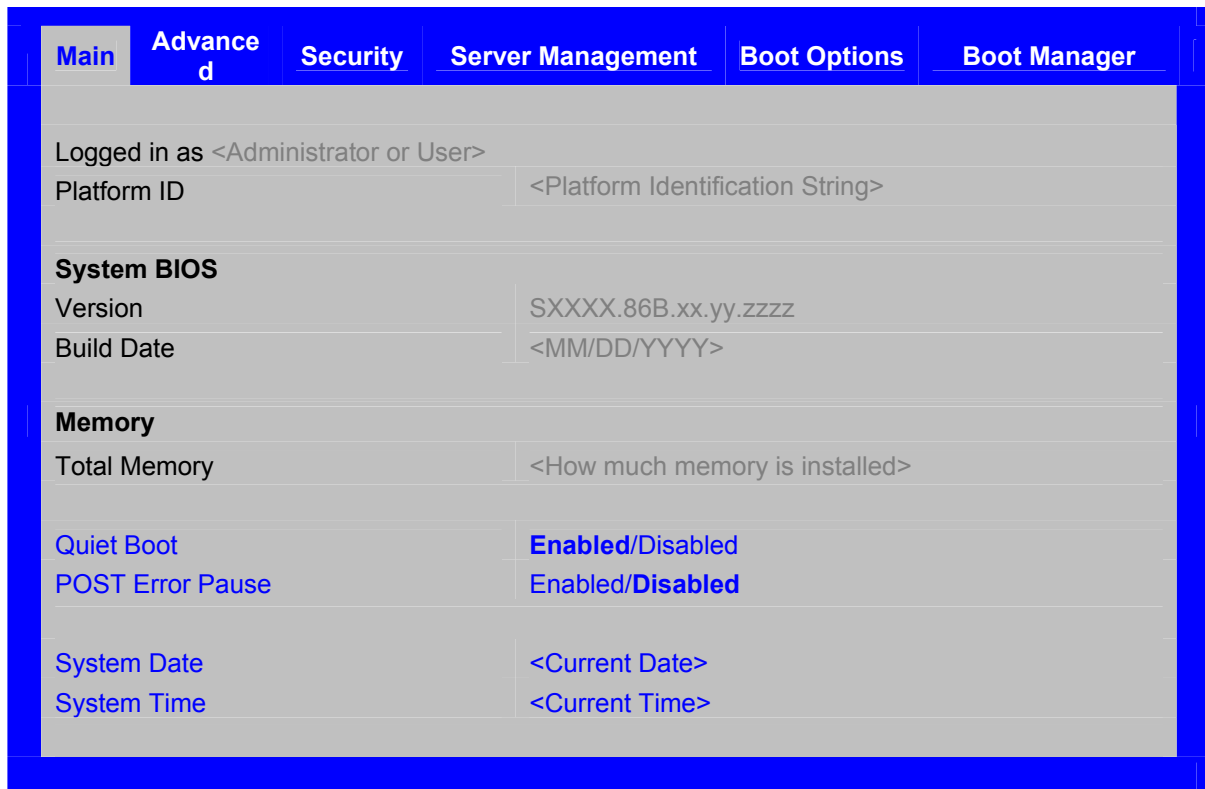 Main Advance
d Security Server Management Boot Options Boot Manager
Logged in as <Administrator or User>
Platform ID <Platform Identification String>
System BIOS
Version SXXXX.86B.xx.yy.zzzz
Build Date <MM/DD/YYYY>
Memory
Total Memory <How much memory is installed>
Quiet Boot Enabled/Disabled
POST Error Pause Enabled/Disabled
System Date <Current Date>
System Time <Current Time>